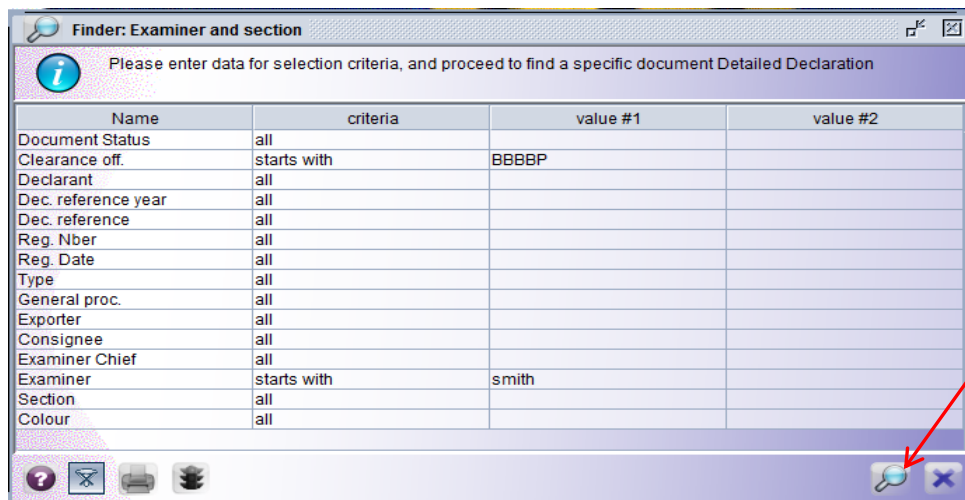 Finder: Examiner and section
Please enter data for selection criteria, and proceed to find a specific document Detailed Declaration
Name criteria value #1 value #2
Document Status all
Clearance off. starts with BBBBP
Declarant all
Dec. reference year all
Dec. reference all
Reg. Nber all
Reg. Date all
Type all
General proc. all
Exporter all
Consignee all
Examiner Chief all
Examiner starts with smith
Section all
Colour all